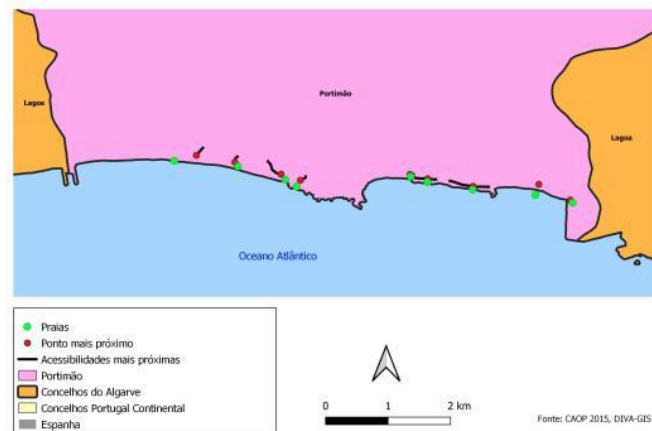 Portimão
Lagos
Lagoa
Oceano Atlântico
Praias
Ponto mais próximo
Acessibilidades mais próximas
Portimão
Concelhos do Algarve
Concelhos Portugal Continental
Espanha
0 1 2 km
Fonte: CAOP 2015, DIVA-GIS